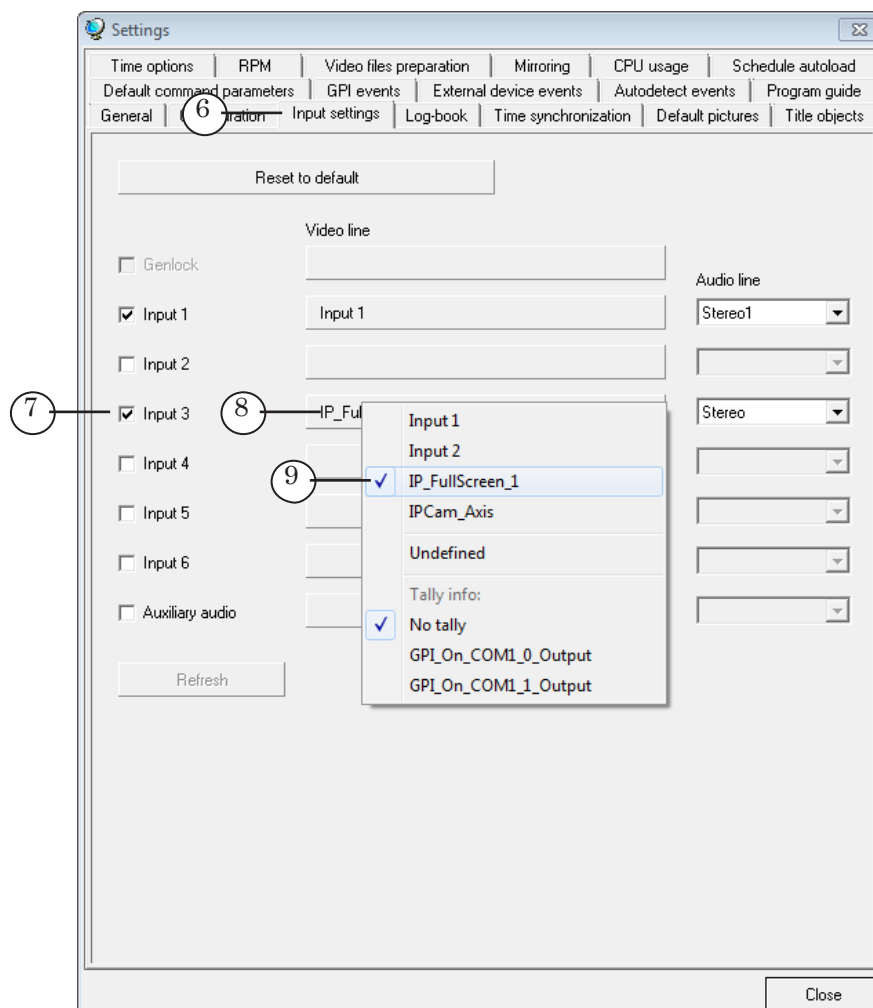 Settings
Time options RPM Video files preparation Mirroring CPU usage Schedule autoload
Default command parameters GPI events External device events Autodetect events Program guide
General 6 Input settings Log-book Time synchronization Default pictures Title objects
Reset to default
Video line
Genlock
Audio line
Input 1 Input 1 Stereo1
Input 2
7 Input 3 8 IP_Ful Stereo
Input 1
Input 2
Input 4
9 IP_FullScreen_1
IPCam_Axis
Input 5
Undefined
Input 6
Tally info:
Auxiliary audio
No tally
GPI_On_COM1_0_Output
Refresh
GPI_On_COM1_1_Output
Close